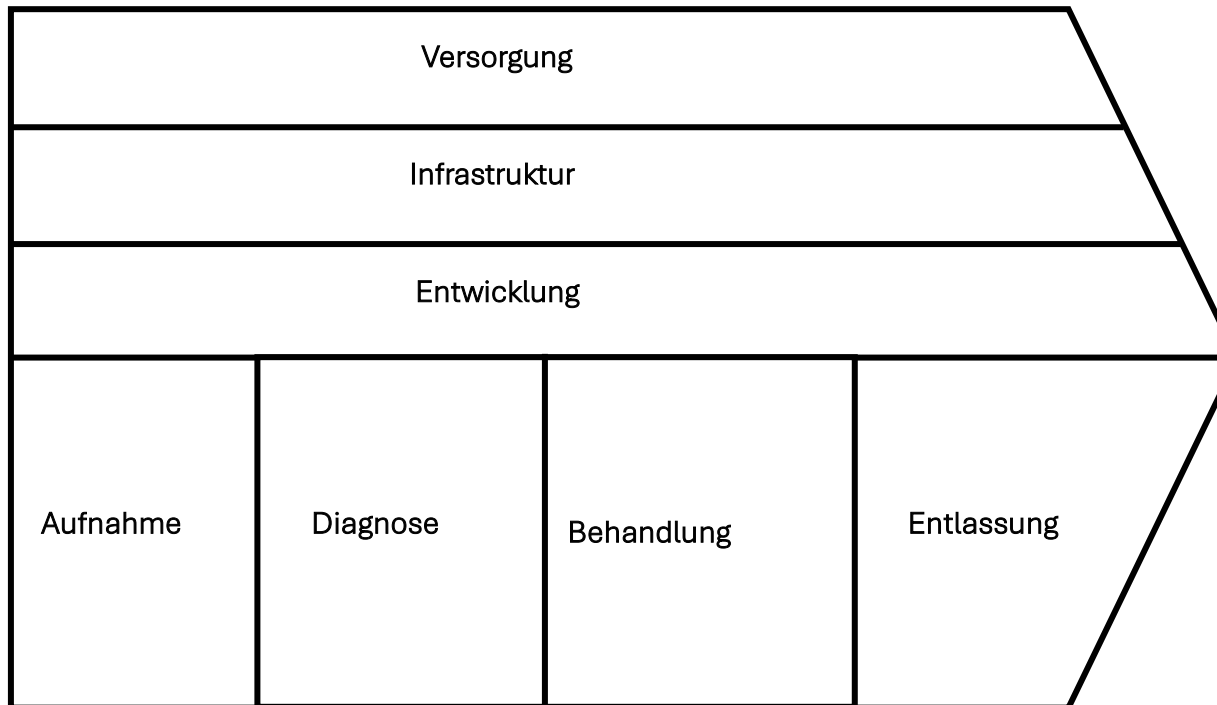 Versorgung
Infrastruktur
Entwicklung
Aufnahme
Diagnose
Behandlung
Entlassung